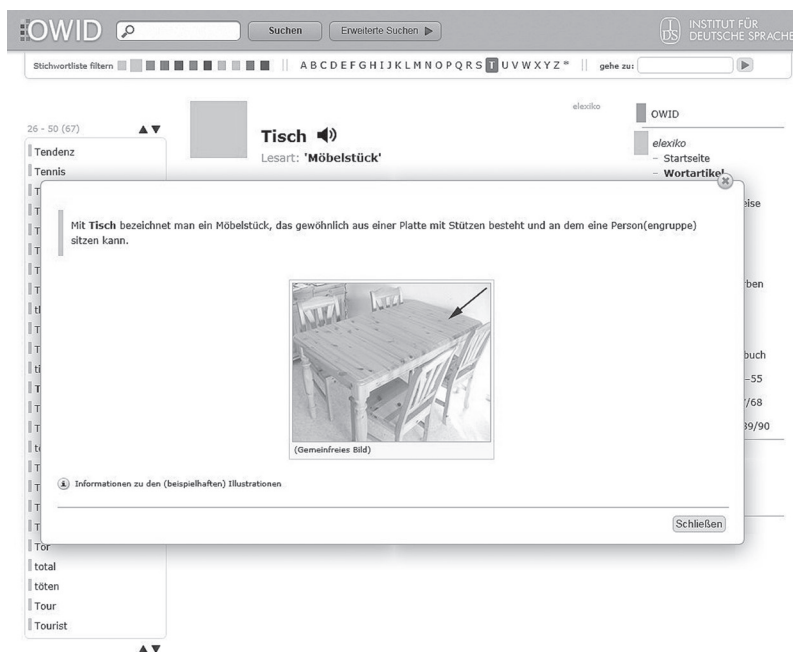 OWID
Suchen
Erweiterte Suchen
IDS INSTITUT FÜR
DEUTSCHE SPRACHE
Stichwortliste filtern
A B C D E F G H I J K L M N O P Q R S T U V W X Y Z *
gehe zu:
26 - 50 (67)
Tendenz
Tennis
elexiko
Tisch
Lesart: 'Möbelstück'
OWID
elexiko
– Startseite
– Wortartikel
Mit Tisch bezeichnet man ein Möbelstück, das gewöhnlich aus einer Platte mit Stützen besteht und an dem eine Person(engruppe)
sitzen kann.
(Gemeinfreies Bild)
Informationen zu den (beispielhaften) Illustrationen
Schließen
Tor
total
töten
Tour
Tourist